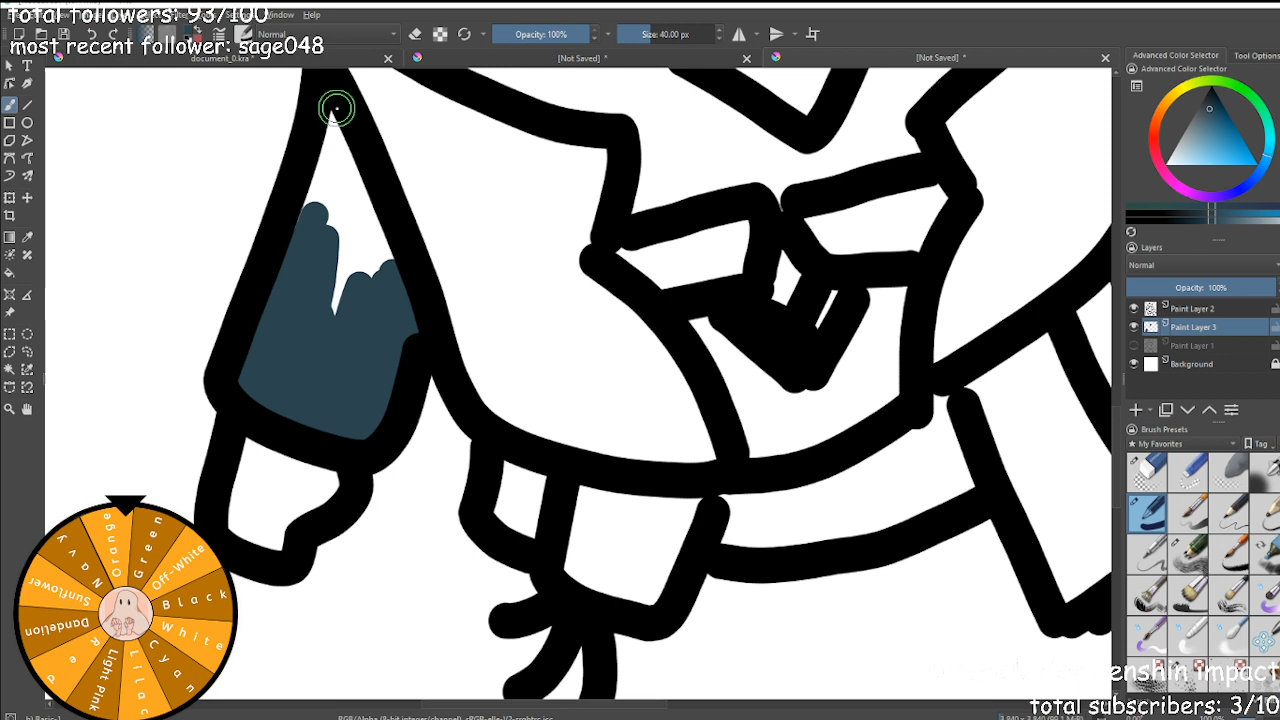 total followers: 93/100
Window
Help
Normal
Opacity: 100%
Size: 40.00 px
most recent follower: sage048
document_0.kra
[Not Saved] *
[Not Saved] *
Advanced Color Selector
Tool Options
Advanced Color Selector
Layers
Normal
Opacity: 100%
Paint Layer 2
Paint Layer 3
Paint Layer 1
Background
Brush Presets
My Favorites
Tag
Orange
Green
Off-White
Black
White
Cyan
Lilac
Light Pink
Red
Dandelion
Sunflower
Navy
genshin impact
total subscribers: 3/10